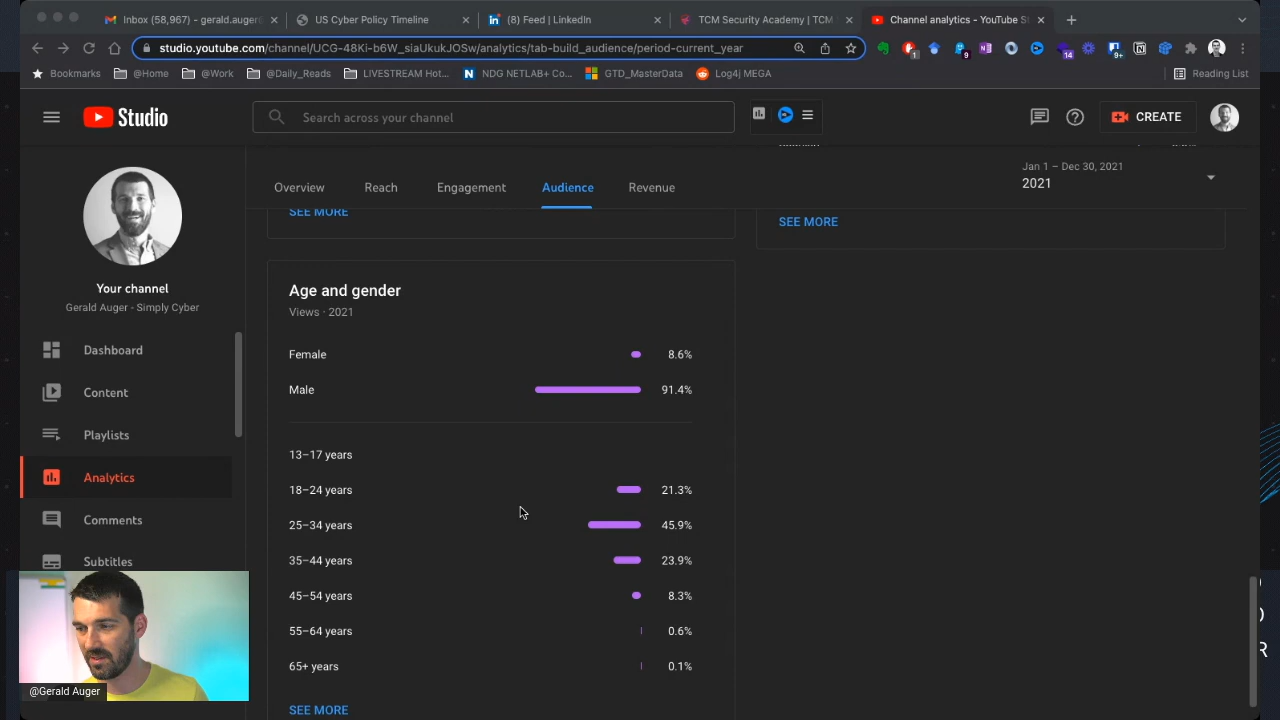 Inbox (58,967) - gerald.auger@
US Cyber Policy Timeline
(8) Feed | LinkedIn
TCM Security Academy | TCM
Channel analytics - YouTube St
studio.youtube.com/channel/UCG-48Ki-b6W_siaUkukJOSw/analytics/tab-build_audience/period-current_year
1
9
14
9+
Bookmarks
@Home
@Work
@Daily_Reads
LIVESTREAM Hot...
NDG NETLAB+ Co...
GTD_MasterData
Log4j MEGA
Reading List
Studio
Search across your channel
CREATE
Overview
Reach
Engagement
Audience
Revenue
Jan 1 – Dec 30, 2021
2021
SEE MORE
SEE MORE
Your channel
Gerald Auger - Simply Cyber
Dashboard
Content
Playlists
Analytics
Comments
Subtitles
Age and gender
Views · 2021
Female 8.6%
Male 91.4%
13–17 years
18–24 years 21.3%
25–34 years 45.9%
35–44 years 23.9%
45–54 years 8.3%
55–64 years 0.6%
65+ years 0.1%
SEE MORE
@Gerald Auger